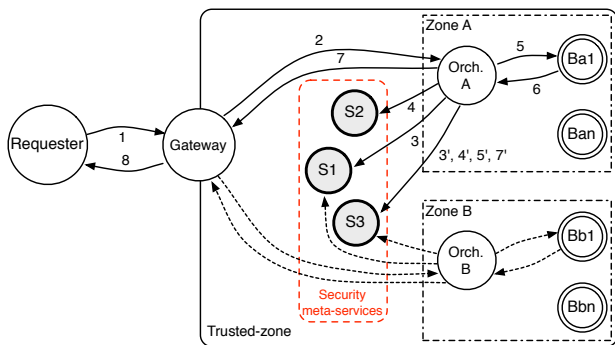 Zone A
2
7
5
6
Orch.
A
Ba1
S2
4
3
Ban
Requester
1
8
Gateway
S1
3', 4', 5', 7'
S3
Zone B
Orch.
B
Bb1
Bbn
Security
meta-services
Trusted-zone